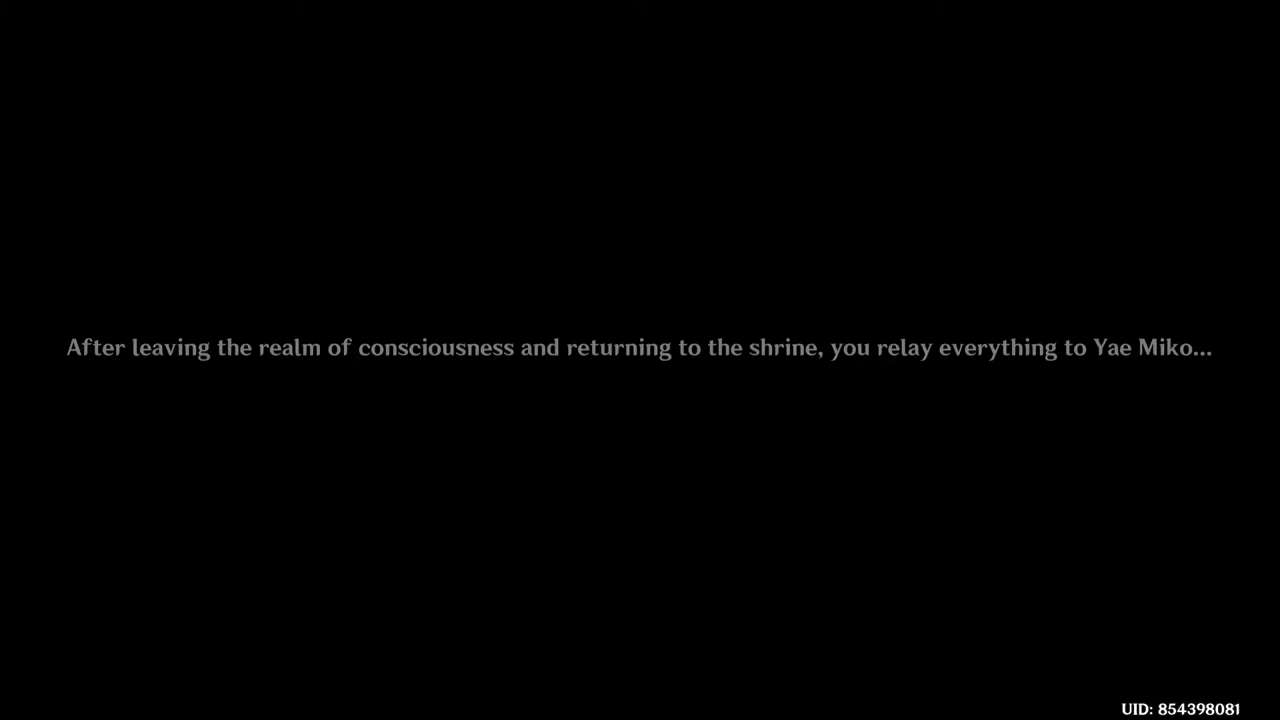 After leaving the realm of consciousness and returning to the shrine, you relay everything to Yae Miko...
UID: 854398081